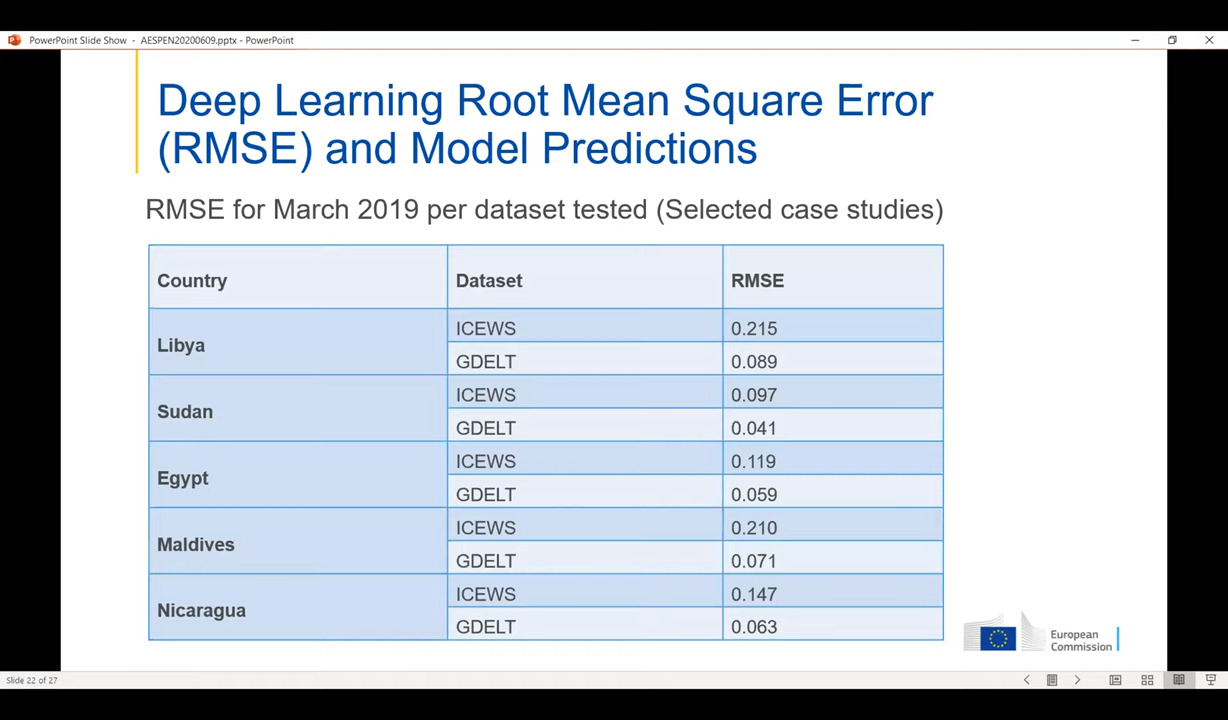 PowerPoint Slide Show - AESPEN20200609.pptx - PowerPoint
Deep Learning Root Mean Square Error
(RMSE) and Model Predictions
RMSE for March 2019 per dataset tested (Selected case studies)
Country Dataset RMSE
Libya
ICEWS 0.215
GDELT 0.089
Sudan
ICEWS 0.097
GDELT 0.041
Egypt
ICEWS 0.119
GDELT 0.059
Maldives
ICEWS 0.210
GDELT 0.071
Nicaragua
ICEWS 0.147
GDELT 0.063
European
Commission
Slide 22 of 27